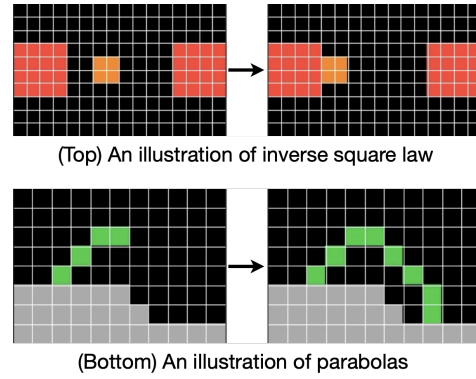 (Top) An illustration of inverse square law
(Bottom) An illustration of parabolas